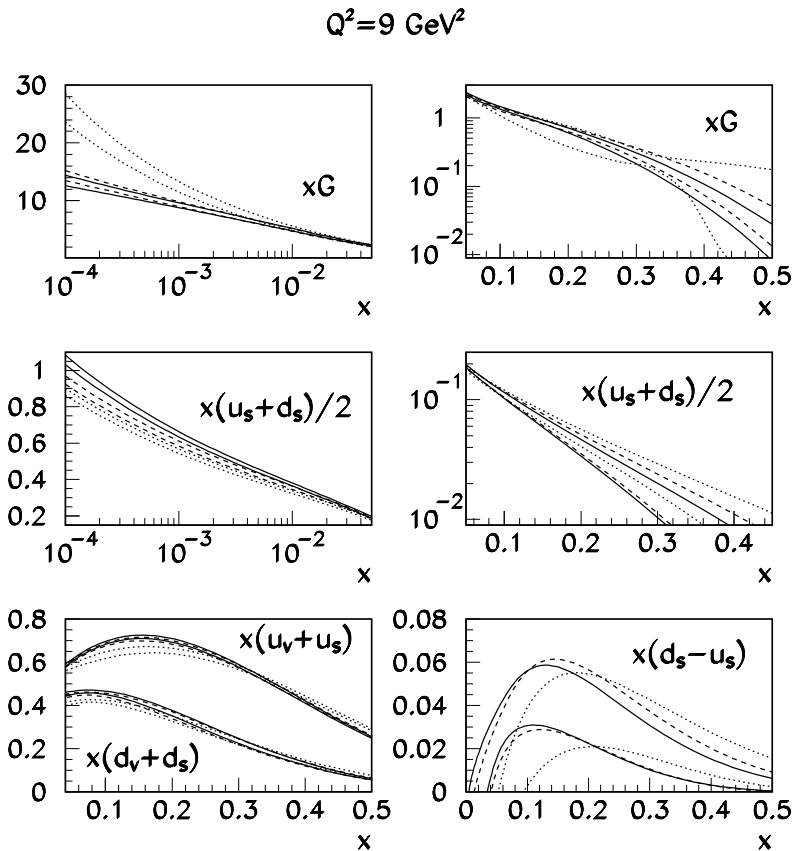 Q²=9 GeV²
30
20
10
xG
10⁻⁴ 10⁻³ 10⁻²
x
1
10⁻¹
10⁻²
xG
0.1 0.2 0.3 0.4 0.5
x
1
0.8
0.6
0.4
0.2
x(uₛ+dₛ)/2
10⁻⁴ 10⁻³ 10⁻²
x
10⁻¹
10⁻²
x(uₛ+dₛ)/2
0.1 0.2 0.3 0.4
x
0.8
0.6
0.4
0.2
0
x(uᵥ+uₛ)
x(dᵥ+dₛ)
0.1 0.2 0.3 0.4 0.5
x
0.08
0.06
0.04
0.02
0
x(dₛ−uₛ)
0 0.1 0.2 0.3 0.4 0.5
x